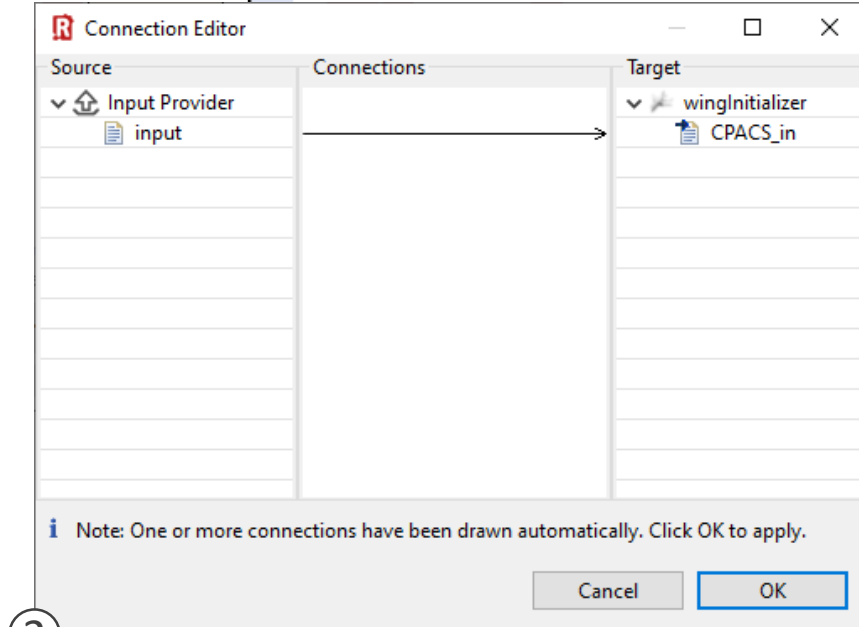 Connection Editor
Source Connections Target
Input Provider wingInitializer
input CPACS_in
i Note: One or more connections have been drawn automatically. Click OK to apply.
Cancel OK